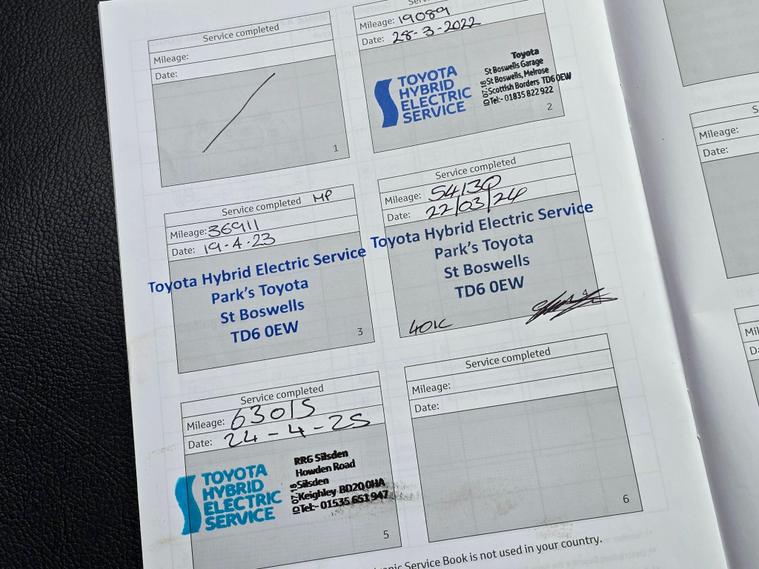 Service completed
Mileage:
Date:
1
Mileage: 19089
Date: 28-3-2022
TOYOTA
HYBRID
ELECTRIC
SERVICE
Toyota
St Boswells Garage
St Boswells, Melrose
Scottish Borders TD6 0EW
Tel:- 01835 822 922
2
Service completed MP
Mileage: 36911
Date: 19-4-23
Toyota Hybrid Electric Service
Park's Toyota
St Boswells
TD6 0EW
3
Service completed
Mileage: 54130
Date: 22/03/24
Toyota Hybrid Electric Service
Park's Toyota
St Boswells
TD6 0EW
40K
Service completed
Mileage: 63015
Date: 24-4-25
TOYOTA
HYBRID
ELECTRIC
SERVICE
RRG Silsden
Howden Road
Silsden
Keighley BD20 0HA
Tel:- 01535 651 947
5
Service completed
Mileage:
Date:
6
Service Book is not used in your country.
Mileage:
Date: